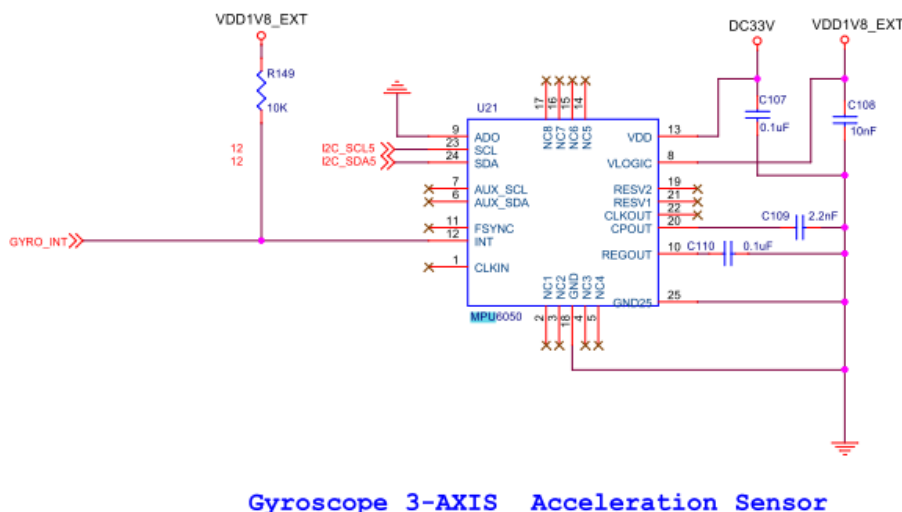 VDD1V8_EXT
DC33V
VDD1V8_EXT
R149
10K
C107
0.1uF
C108
10nF
U21
17
16
15
14
NC8
NC7
NC6
NC5
9
ADO
VDD
13
12
I2C_SCL5
23
SCL
12
I2C_SDA5
24
SDA
VLOGIC
8
7
AUX_SCL
RESV2
19
6
AUX_SDA
RESV1
21
CLKOUT
22
11
FSYNC
CPOUT
20
C109
2.2nF
GYRO_INT
12
INT
REGOUT
10
C110
0.1uF
1
CLKIN
NC1
NC2
GND
NC3
NC4
GND25
25
MPU6050
2
3
18
4
5
Gyroscope 3-AXIS Acceleration Sensor